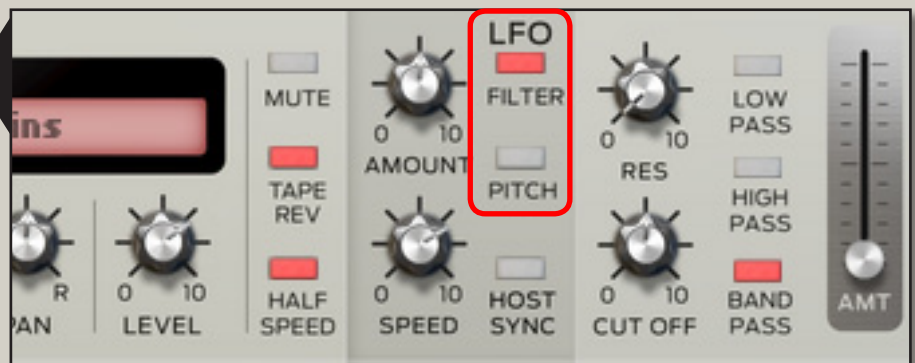 ins
PAN
R
0 10
LEVEL
MUTE
TAPE
REV
HALF
SPEED
0 10
AMOUNT
0 10
SPEED
LFO
FILTER
PITCH
HOST
SYNC
0 10
RES
0 10
CUT OFF
LOW
PASS
HIGH
PASS
BAND
PASS
AMT